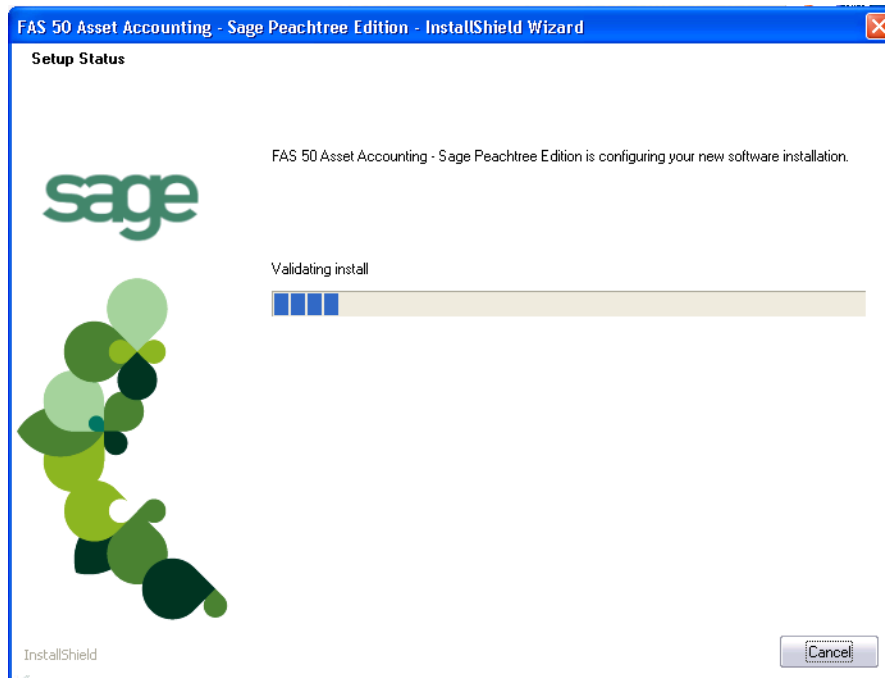 FAS 50 Asset Accounting - Sage Peachtree Edition - InstallShield Wizard
Setup Status
FAS 50 Asset Accounting - Sage Peachtree Edition is configuring your new software installation.
sage
Validating install
InstallShield
Cancel